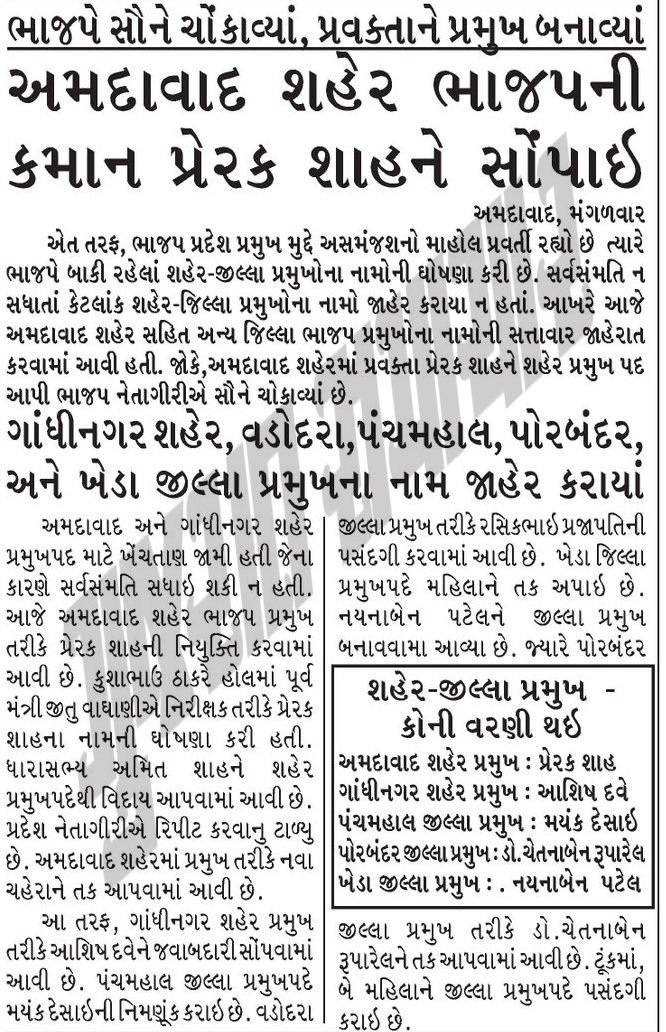 ભાજપે સૌને ચોંકાવ્યાં, પ્રવક્તાને પ્રમુખ બનાવ્યાં
અમદાવાદ શહેર ભાજપની
કમાન પ્રેરક શાહને સોંપાઇ
અમદાવાદ, મંગળવાર
એત તરફ, ભાજપ પ્રદેશ પ્રમુખ મુદ્દે અસમંજશનો માહોલ પ્રવર્તી રહ્યો છે ત્યારે
ભાજપે બાકી રહેલાં શહેર-જીલ્લા પ્રમુખોના નામોની ઘોષણા કરી છે. સર્વસંમતિ ન
સધાતાં કેટલાંક શહેર-જિલ્લા પ્રમુખોના નામો જાહેર કરાયા ન હતાં. આખરે આજે
અમદાવાદ શહેર સહિત અન્ય જિલ્લા ભાજપ પ્રમુખોના નામોની સત્તાવાર જાહેરાત
કરવામાં આવી હતી. જોકે,અમદાવાદ શહેરમાં પ્રવક્તા પ્રેરક શાહને શહેર પ્રમુખ પદ
આપી ભાજપ નેતાગીરીએ સૌને ચોકાવ્યાં છે.
ગાંધીનગર શહેર, વડોદરા,પંચમહાલ, પોરબંદર,
અને ખેડા જીલ્લા પ્રમુખના નામ જાહેર કરાયાં
અમદાવાદ અને ગાંધીનગર શહેર
પ્રમુખપદ માટે ખેંચતાણ જામી હતી જેના
કારણે સર્વસંમતિ સધાઇ શકી ન હતી.
આજે અમદાવાદ શહેર ભાજપ પ્રમુખ
તરીકે પ્રેરક શાહની નિયુક્તિ કરવામાં
આવી છે. કુશાભાઉ ઠાકરે હોલમાં પૂર્વ
મંત્રી જીતુ વાઘાણીએ નિરીક્ષક તરીકે પ્રેરક
શાહના નામની ઘોષણા કરી હતી.
ધારાસભ્ય અમિત શાહને શહેર
પ્રમુખપદેથી વિદાય આપવામાં આવી છે.
પ્રદેશ નેતાગીરીએ રિપીટ કરવાનુ ટાળ્યુ
છે. અમદાવાદ શહેરમાં પ્રમુખ તરીકે નવા
ચહેરાને તક આપવામાં આવી છે.
આ તરફ, ગાંધીનગર શહેર પ્રમુખ
તરીકે આશિષ દવેને જવાબદારી સોંપવામાં
આવી છે. પંચમહાલ જીલ્લા પ્રમુખપદે
મયંક દેસાઇની નિમણૂંક કરાઇ છે. વડોદરા
જીલ્લા પ્રમુખ તરીકે રસિકભાઇ પ્રજાપતિની
પસંદગી કરવામાં આવી છે. ખેડા જિલ્લા
પ્રમુખપદે મહિલાને તક અપાઇ છે.
નયનાબેન પટેલને જીલ્લા પ્રમુખ
બનાવવામા આવ્યા છે. જ્યારે પોરબંદર
શહેર-જીલ્લા પ્રમુખ -
કોની વરણી થઇ
અમદાવાદ શહેર પ્રમુખ : પ્રેરક શાહ
ગાંધીનગર શહેર પ્રમુખ : આશિષ દવે
પંચમહાલ જીલ્લા પ્રમુખ : મયંક દેસાઇ
પોરબંદર જીલ્લા પ્રમુખ : ડો.ચેતનાબેન રૂપારેલ
ખેડા જીલ્લા પ્રમુખ :. નયનાબેન પટેલ
જીલ્લા પ્રમુખ તરીકે ડો.ચેતનાબેન
રૂપારેલને તક આપવામાં આવી છે. ટૂંકમાં,
બે મહિલાને જીલ્લા પ્રમુખપદે પસંદગી
કરાઇ છે.
ગુજરાત સમાચાર